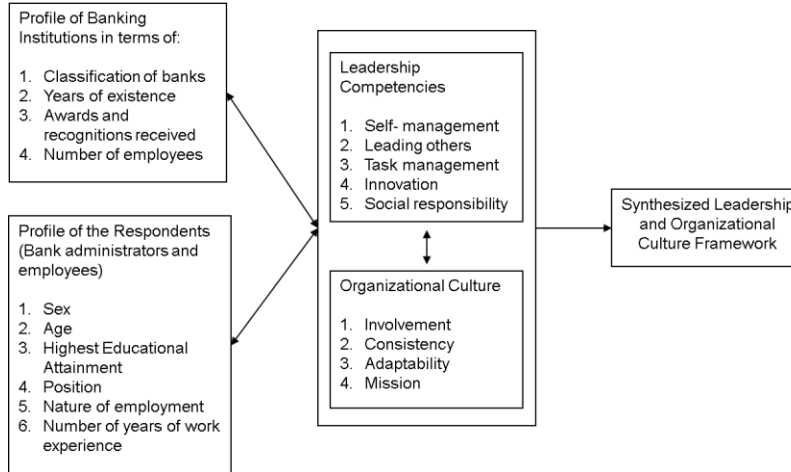 Profile of Banking
Institutions in terms of:
1. Classification of banks
2. Years of existence
3. Awards and
recognitions received
4. Number of employees
Profile of the Respondents
(Bank administrators and
employees)
1. Sex
2. Age
3. Highest Educational
Attainment
4. Position
5. Nature of employment
6. Number of years of work
experience
Leadership
Competencies
1. Self- management
2. Leading others
3. Task management
4. Innovation
5. Social responsibility
Organizational Culture
1. Involvement
2. Consistency
3. Adaptability
4. Mission
Synthesized Leadership
and Organizational
Culture Framework